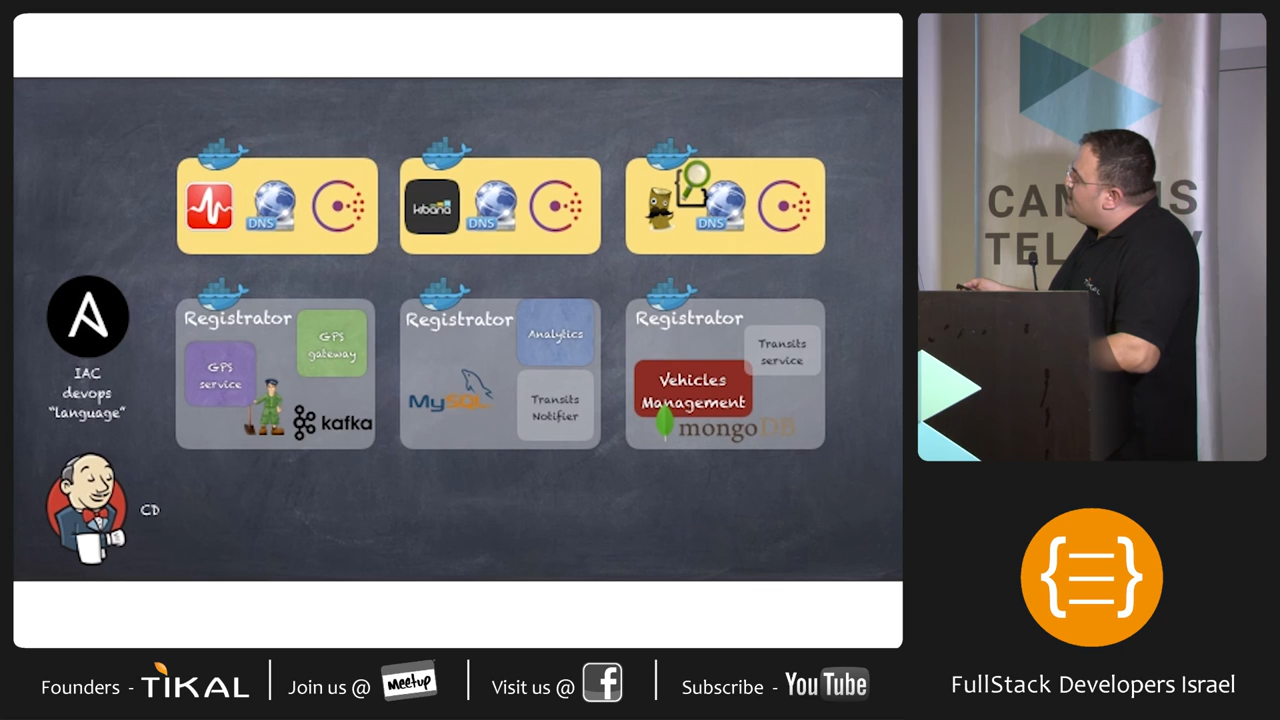 DNS
kibana
DNS
DNS
Registrator
GPS
gateway
GPS
service
kafka
Registrator
Analytics
MySQL
Transits
Notifier
Registrator
Transits
service
Vehicles
Management
mongoDB
IAC
devops
"language"
CD
CAM US
TEL
Founders - TIKAL
Join us @ meetup
Visit us @ f
Subscribe - YouTube
{=}
FullStack Developers Israel